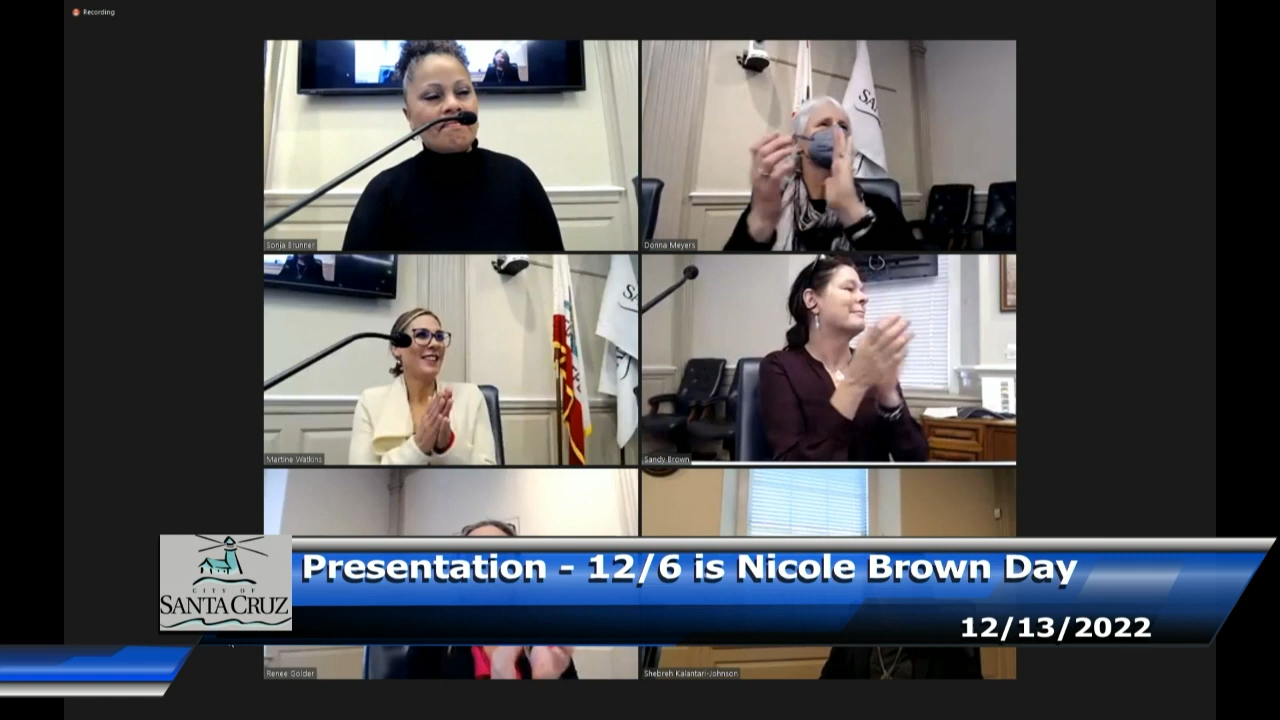 Recording
Sonja Brunner
Donna Meyers
SA
Martine Watkins
Sandy Brown
S
Presentation - 12/6 is Nicole Brown Day
CITY OF
SANTA CRUZ
12/13/2022
Renee Golder
Shebreh Kalantari-Johnson